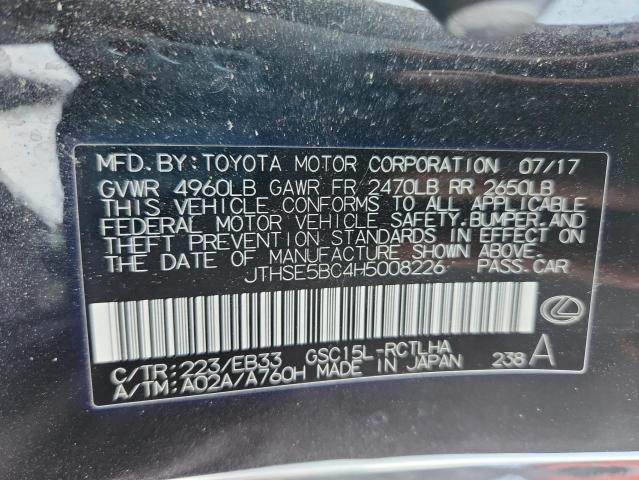 MFD. BY: TOYOTA MOTOR CORPORATION 07/17
GVWR 4960LB GAWR FR 2470LB RR 2650LB
THIS VEHICLE CONFORMS TO ALL APPLICABLE
FEDERAL MOTOR VEHICLE SAFETY, BUMPER, AND
THEFT PREVENTION STANDARDS IN EFFECT ON
THE DATE OF MANUFACTURE SHOWN ABOVE.
JTHSE5BC4H5008226 PASS. CAR
C/TR: 223/EB33 GSC15L-RCTLHA
A/TM: A02A/A760H MADE IN JAPAN 238 A